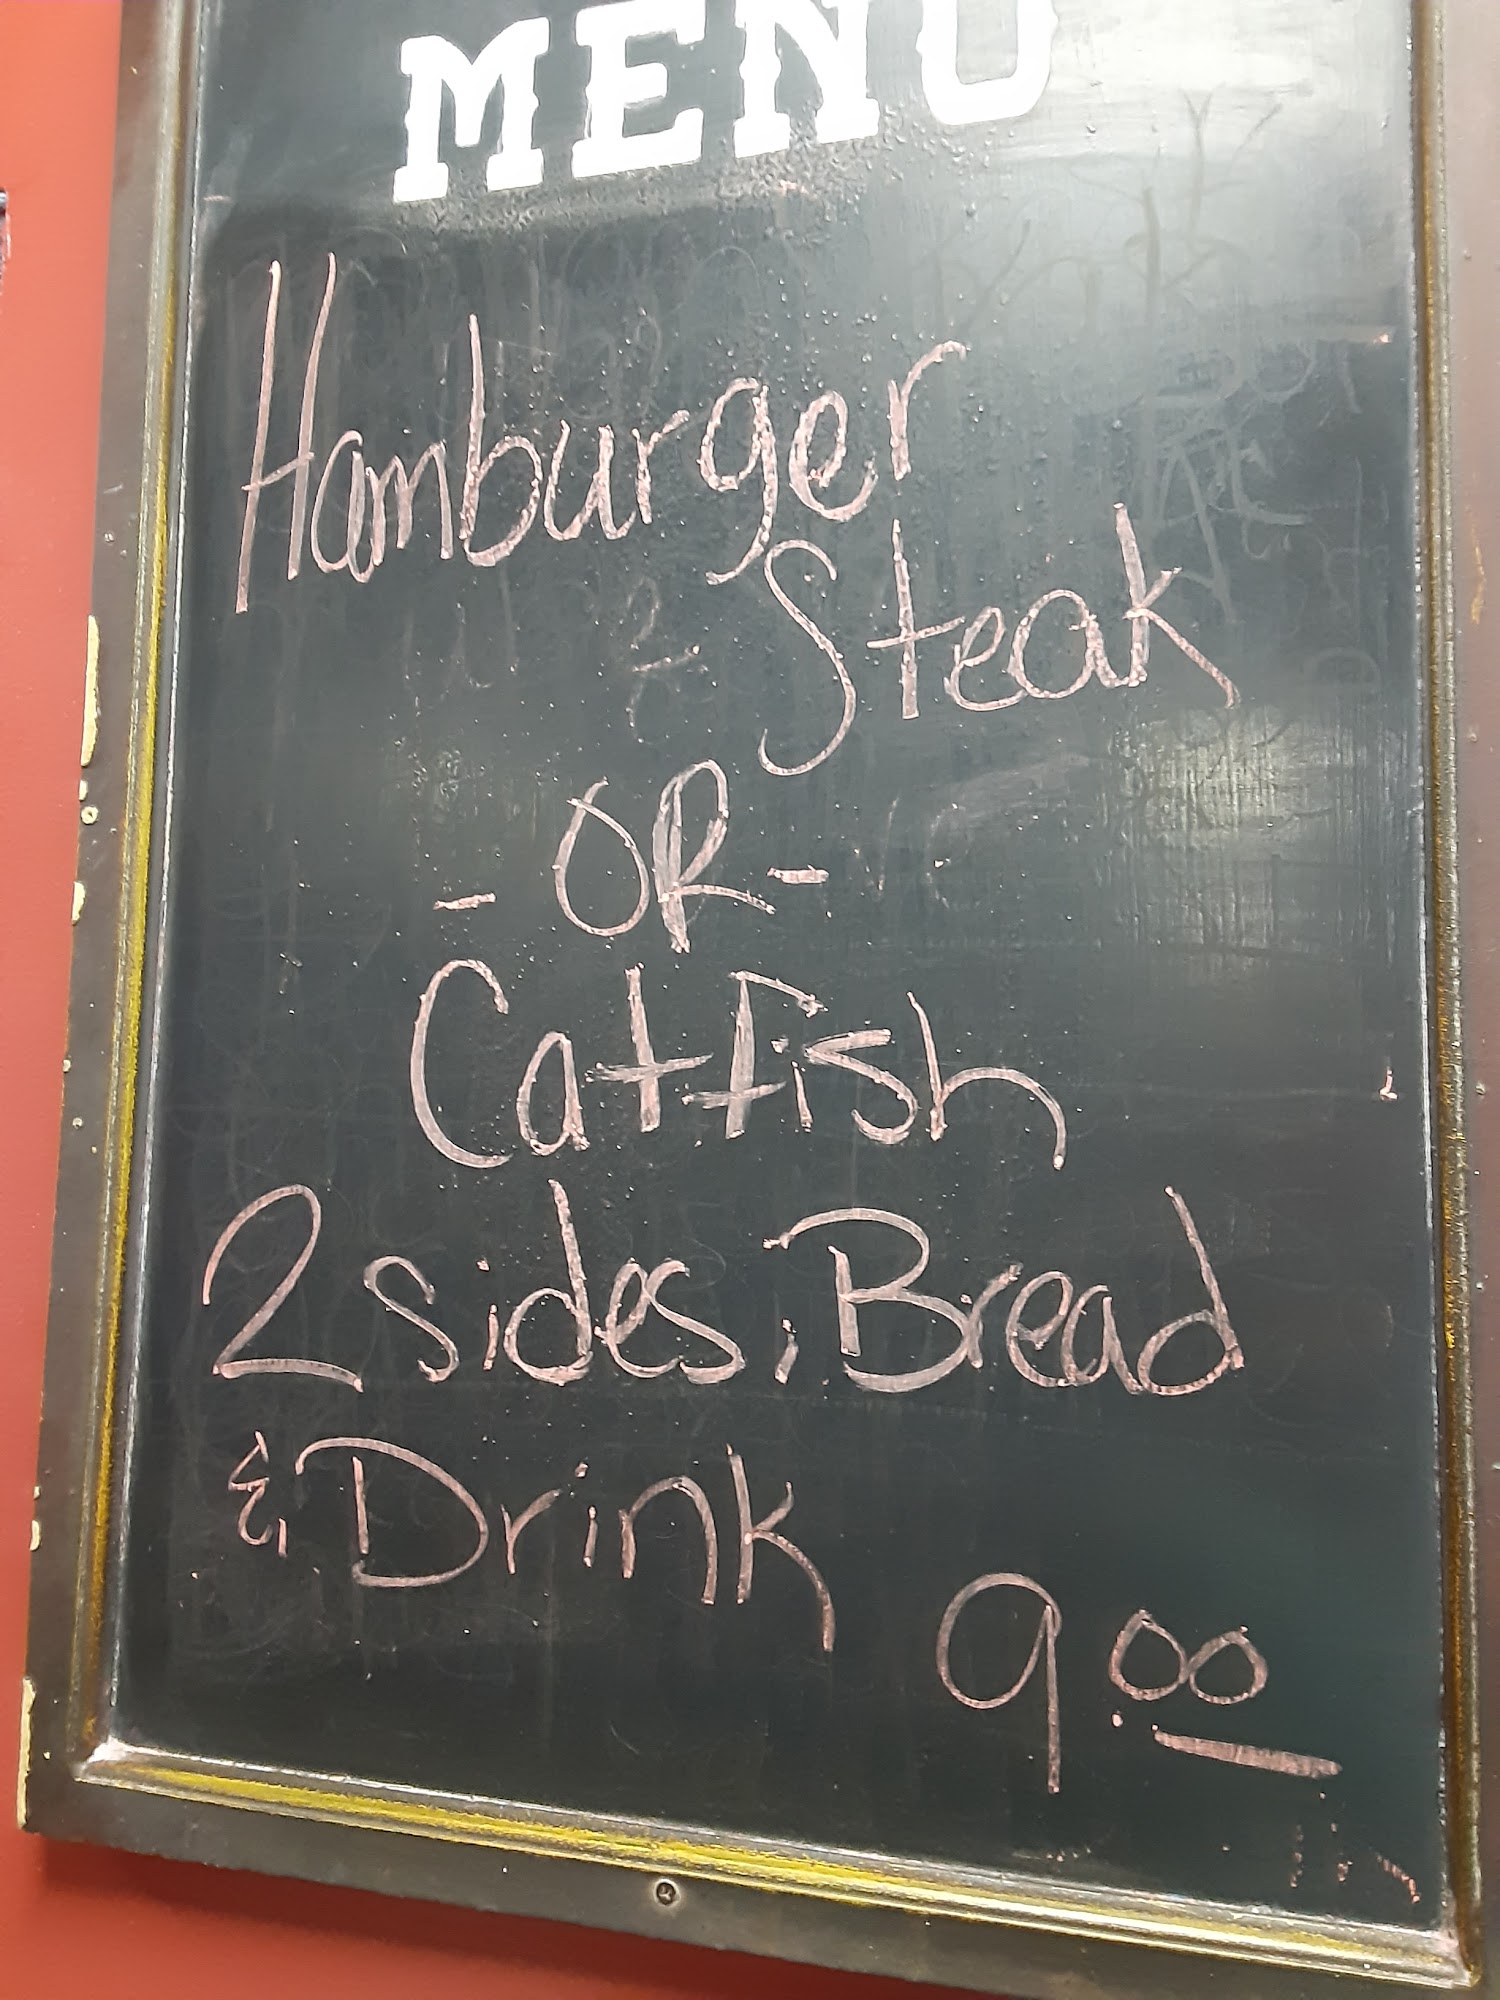 MENU
Hamburger
Steak
- OR -
Catfish
2 sides, Bread
& Drink
9.00